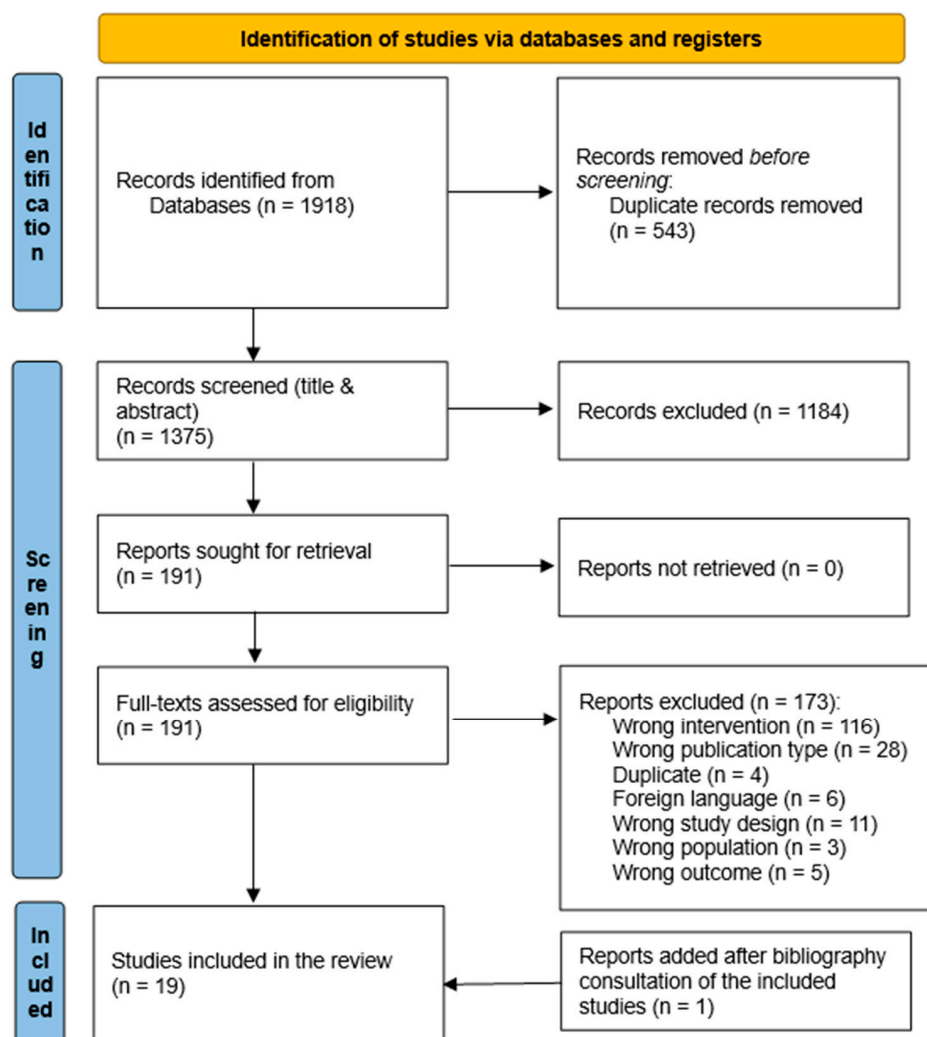 Identification of studies via databases and registers
Id
en
tifi
ca
tio
n
Records identified from
Databases (n = 1918)
Records removed before
screening:
Duplicate records removed
(n = 543)
Sc
re
en
in
g
Records screened (title &
abstract)
(n = 1375)
Records excluded (n = 1184)
Reports sought for retrieval
(n = 191)
Reports not retrieved (n = 0)
Full-texts assessed for eligibility
(n = 191)
Reports excluded (n = 173):
Wrong intervention (n = 116)
Wrong publication type (n = 28)
Duplicate (n = 4)
Foreign language (n = 6)
Wrong study design (n = 11)
Wrong population (n = 3)
Wrong outcome (n = 5)
In
cl
ud
ed
Studies included in the review
(n = 19)
Reports added after bibliography
consultation of the included
studies (n = 1)